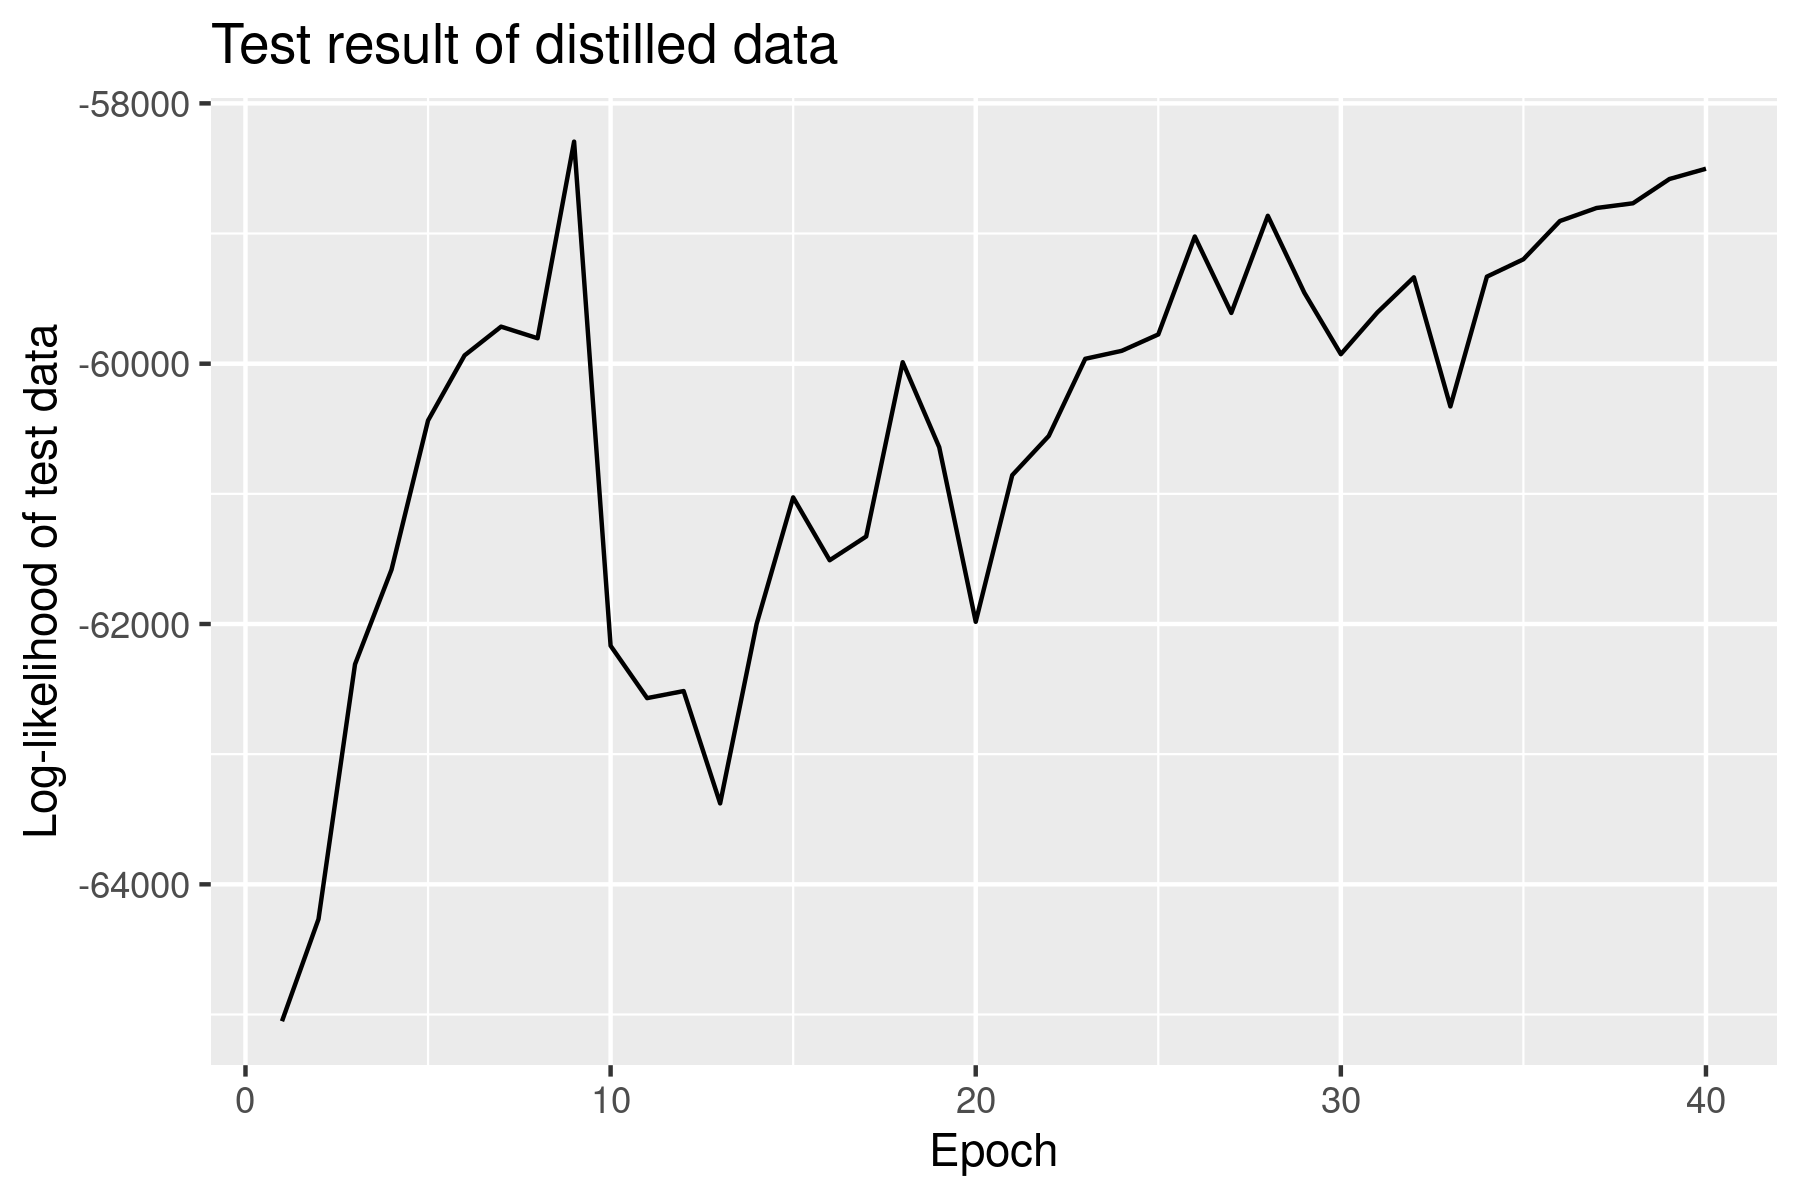 Test result of distilled data
-58000
-60000
-62000
-64000
Log-likelihood of test data
0 10 20 30 40
Epoch